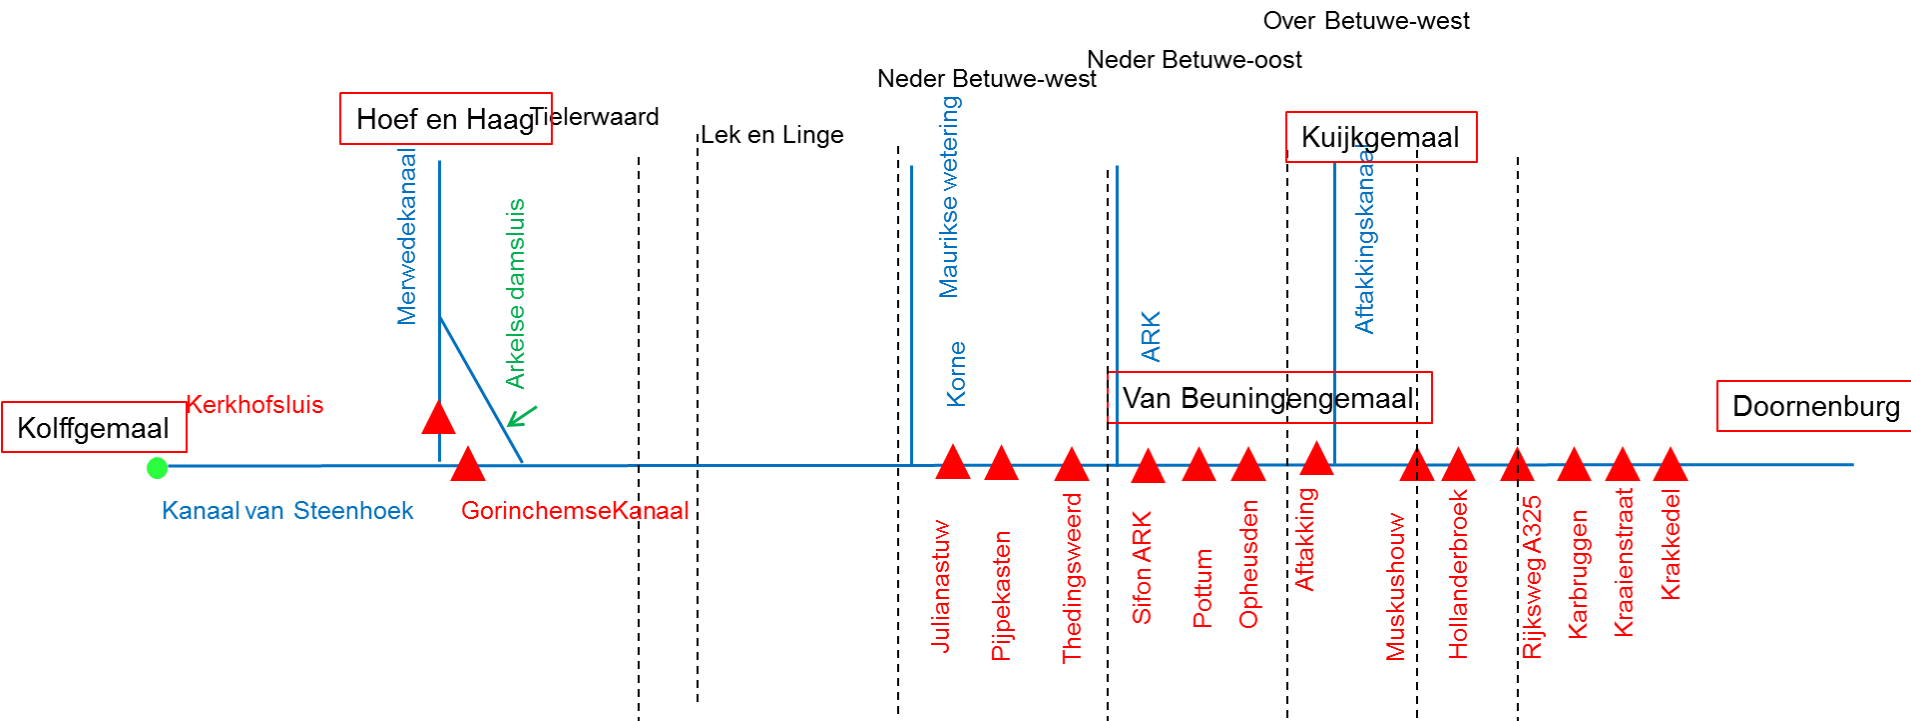 Over Betuwe-west
Neder Betuwe-oost
Neder Betuwe-west
Hoef en Haag
Tielerwaard
Lek en Linge
Kuijkgemaal
Merwedekanaal
Arkelse damsluis
Maurikse wetering
Korne
ARK
Aftakkingskanaal
Kolffgemaal
Kerkhofsluis
Van Beuningengemaal
Doornenburg
Kanaal van Steenhoek
GorinchemseKanaal
Julianastuw
Pijpekasten
Thedingsweerd
Sifon ARK
Pottum
Opheusden
Aftakking
Muskushouw
Hollanderbroek
Rijksweg A325
Karbruggen
Kraaienstraat
Krakkedel